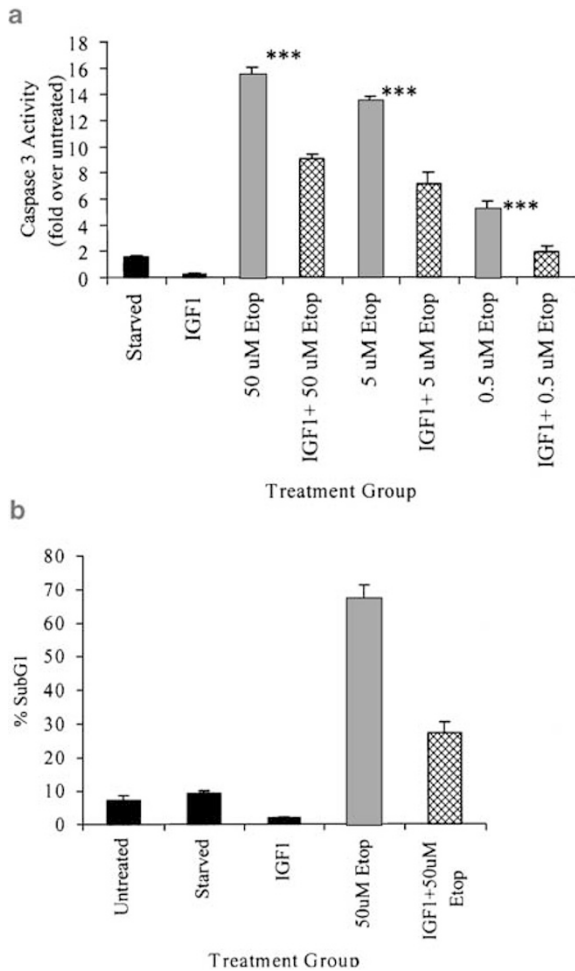 a
Caspase 3 Activity
(fold over untreated)
18
16
14
12
10
8
6
4
2
0
***
***
***
Starved
IGF1
50 uM Etop
IGF1+ 50 uM Etop
5 uM Etop
IGF1+ 5 uM Etop
0.5 uM Etop
IGF1+ 0.5 uM Etop
Treatment Group
b
% SubG1
80
70
60
50
40
30
20
10
0
Untreated
Starved
IGF1
50uM Etop
IGF1+50uM
Etop
Treatment Group